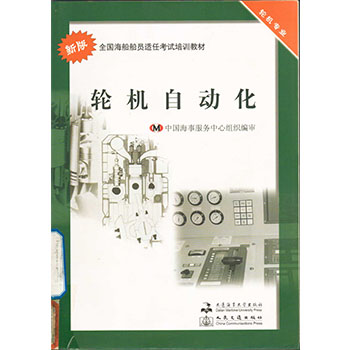 新版
全国海船船员适任考试培训教材
轮机专业
轮机自动化
M 中国海事服务中心组织编审
大连海事大学出版社
Dalian Maritime University Press
人民交通出版社
China Communications Press